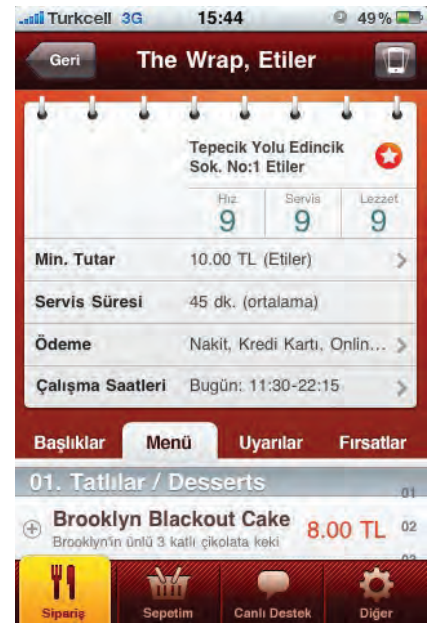 Turkcell 3G 15:44 49%
Geri The Wrap, Etiler
Tepecik Yolu Edincik
Sok. No:1 Etiler
Hız Servis Lezzet
9 9 9
Min. Tutar 10.00 TL (Etiler)
Servis Süresi 45 dk. (ortalama)
Ödeme Nakit, Kredi Kartı, Onlin...
Çalışma Saatleri Bugün: 11:30-22:15
Başlıklar Menü Uyarılar Fırsatlar
01. Tatlılar / Desserts
01
Brooklyn Blackout Cake 8.00 TL 02
Brooklyn'in ünlü 3 katlı çikolata keki
Sipariş Sepetim Canlı Destek Diğer